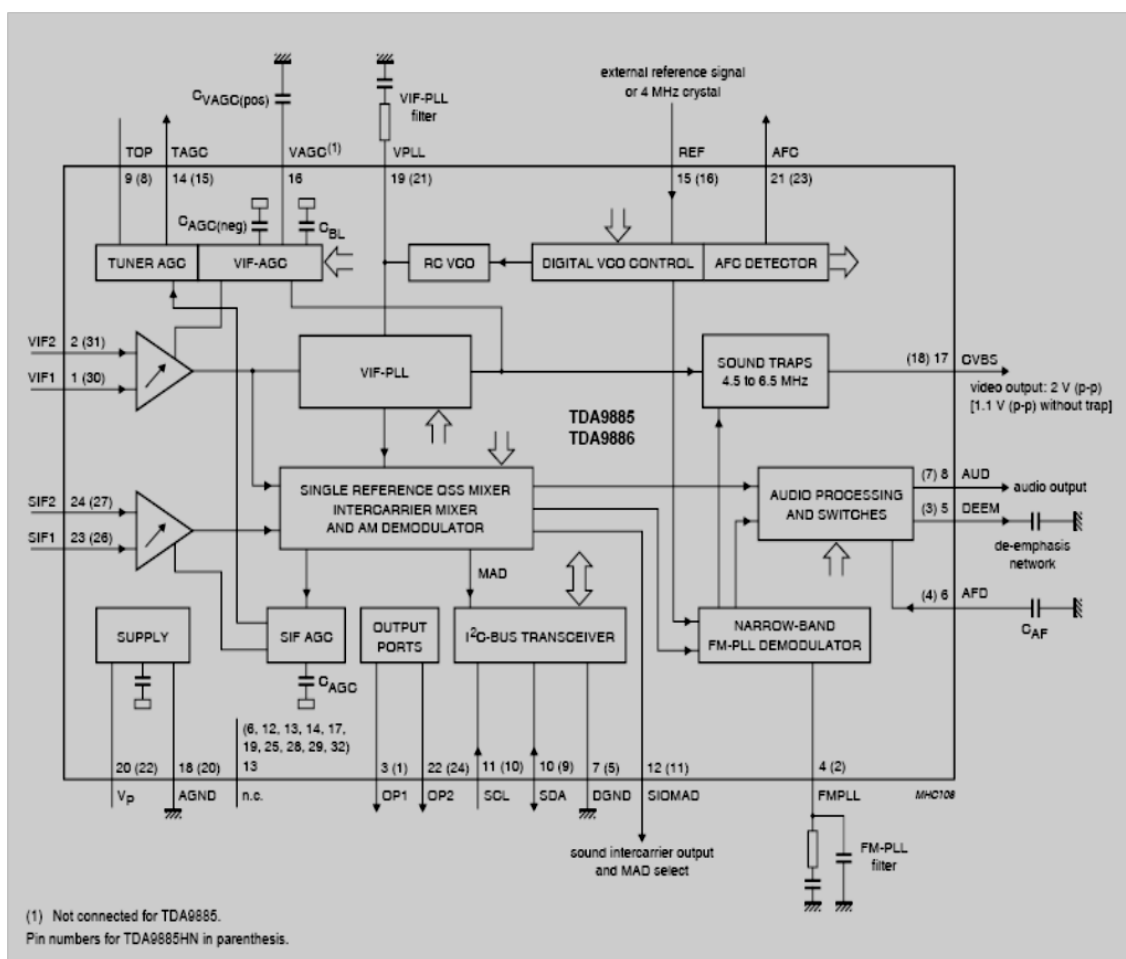 external reference signal
or 4 MHz crystal
CVAGC(pos)
VIF-PLL
filter
TOP
TAGC
VAGC(1)
VPLL
REF
AFC
9 (8)
14 (15)
16
19 (21)
15 (16)
21 (23)
CAGC(neg)
CBL
TUNER AGC
VIF-AGC
RC VCO
DIGITAL VCO CONTROL
AFC DETECTOR
VIF2
2 (31)
VIF1
1 (30)
VIF-PLL
SOUND TRAPS
4.5 to 6.5 MHz
(18) 17
CVBS
video output: 2 V (p-p)
[1.1 V (p-p) without trap]
TDA9885
TDA9886
SIF2
24 (27)
SIF1
23 (26)
SINGLE REFERENCE QSS MIXER
INTERCARRIER MIXER
AND AM DEMODULATOR
AUDIO PROCESSING
AND SWITCHES
(7) 8
AUD
audio output
(3) 5
DEEM
de-emphasis
network
MAD
(4) 6
AFD
CAF
SUPPLY
SIF AGC
OUTPUT
PORTS
I2C-BUS TRANSCEIVER
NARROW-BAND
FM-PLL DEMODULATOR
CAGC
(6, 12, 13, 14, 17,
19, 25, 28, 29, 32)
20 (22)
18 (20)
13
3 (1)
22 (24)
11 (10)
10 (9)
7 (5)
12 (11)
4 (2)
VP
AGND
n.c.
OP1
OP2
SCL
SDA
DGND
SIOMAD
FMPLL
MHC108
sound intercarrier output
and MAD select
FM-PLL
filter
(1) Not connected for TDA9885.
Pin numbers for TDA9885HN in parenthesis.